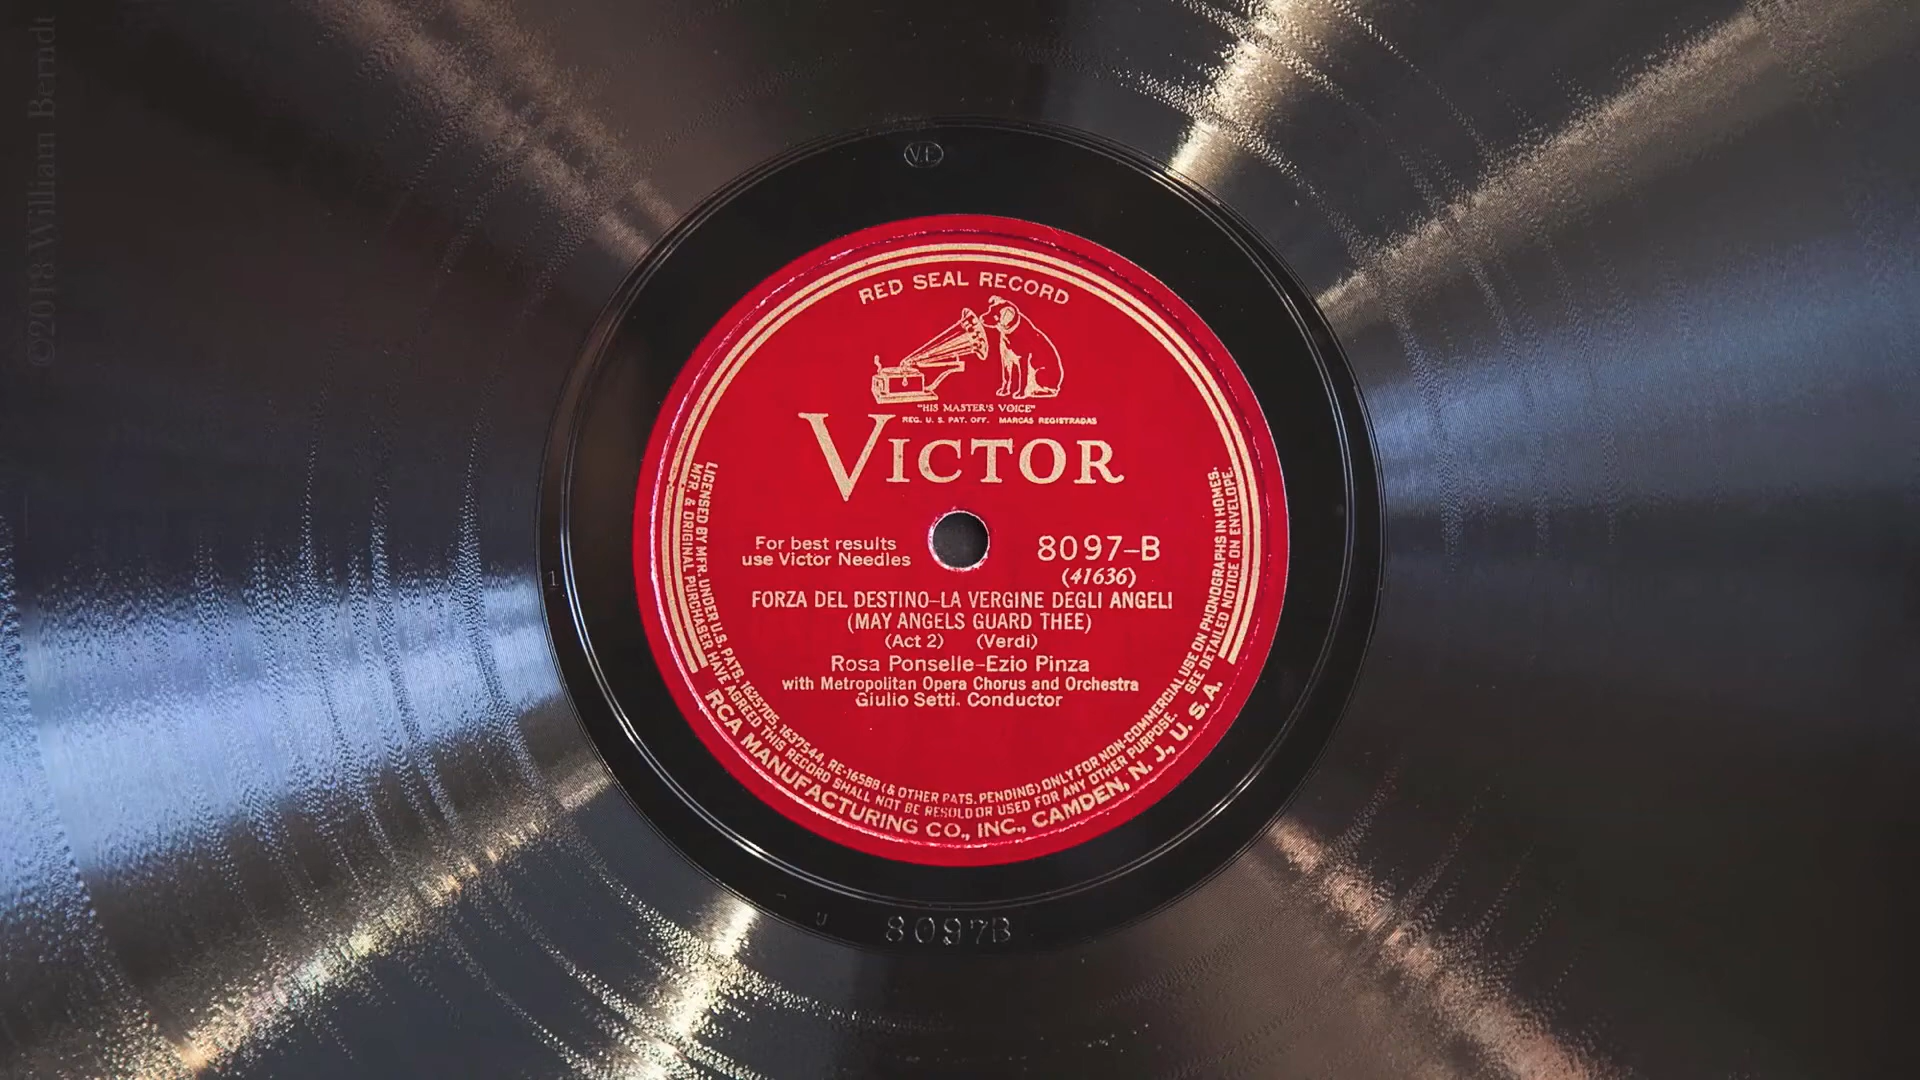 ©2018 William Berndt
V.E
RED SEAL RECORD
"HIS MASTER'S VOICE"
REG. U. S. PAT. OFF. MARCAS REGISTRADAS
VICTOR
For best results
use Victor Needles
8097-B
(41636)
FORZA DEL DESTINO-LA VERGINE DEGLI ANGELI
(MAY ANGELS GUARD THEE)
(Act 2) (Verdi)
Rosa Ponselle-Ezio Pinza
with Metropolitan Opera Chorus and Orchestra
Giulio Setti. Conductor
LICENSED BY MFR. UNDER U.S. PATS. 1625705, 1637544, RE-16588 (& OTHER PATS. PENDING) ONLY FOR NON-COMMERCIAL USE ON PHONOGRAPHS IN HOMES.
MFR. & ORIGINAL PURCHASER HAVE AGREED THIS RECORD SHALL NOT BE RESOLD OR USED FOR ANY OTHER PURPOSE. SEE DETAILED NOTICE ON ENVELOPE.
RCA MANUFACTURING CO., INC., CAMDEN, N. J., U. S. A.
1
U
8097B